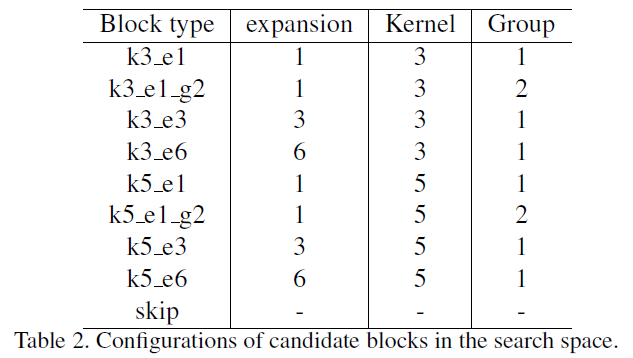 Block type expansion Kernel Group
k3_e1 1 3 1
k3_e1_g2 1 3 2
k3_e3 3 3 1
k3_e6 6 3 1
k5_e1 1 5 1
k5_e1_g2 1 5 2
k5_e3 3 5 1
k5_e6 6 5 1
skip - - -
Table 2. Configurations of candidate blocks in the search space.